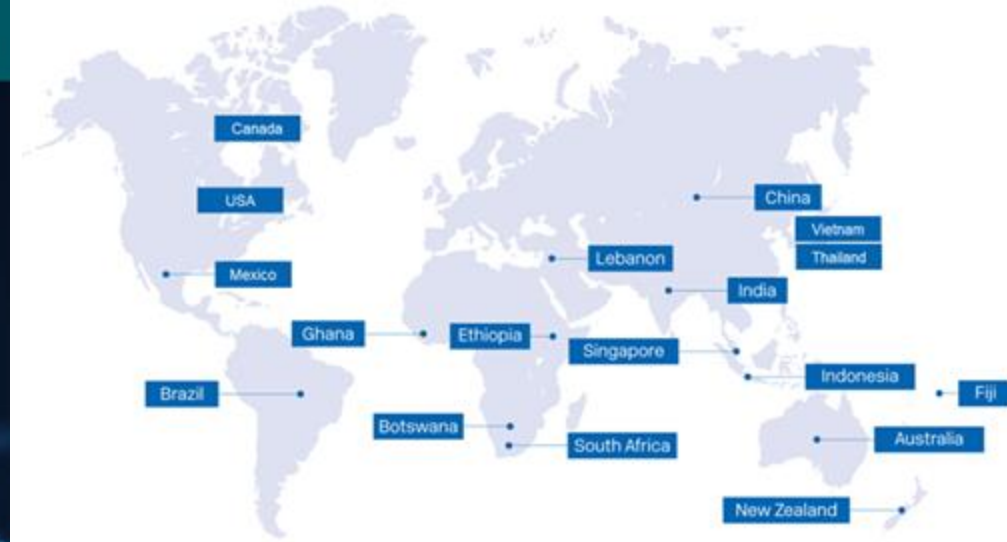 Canada
USA
China
Vietnam
Thailand
Lebanon
Mexico
India
Ghana
Ethiopia
Singapore
Indonesia
Brazil
Fiji
Botswana
South Africa
Australia
New Zealand